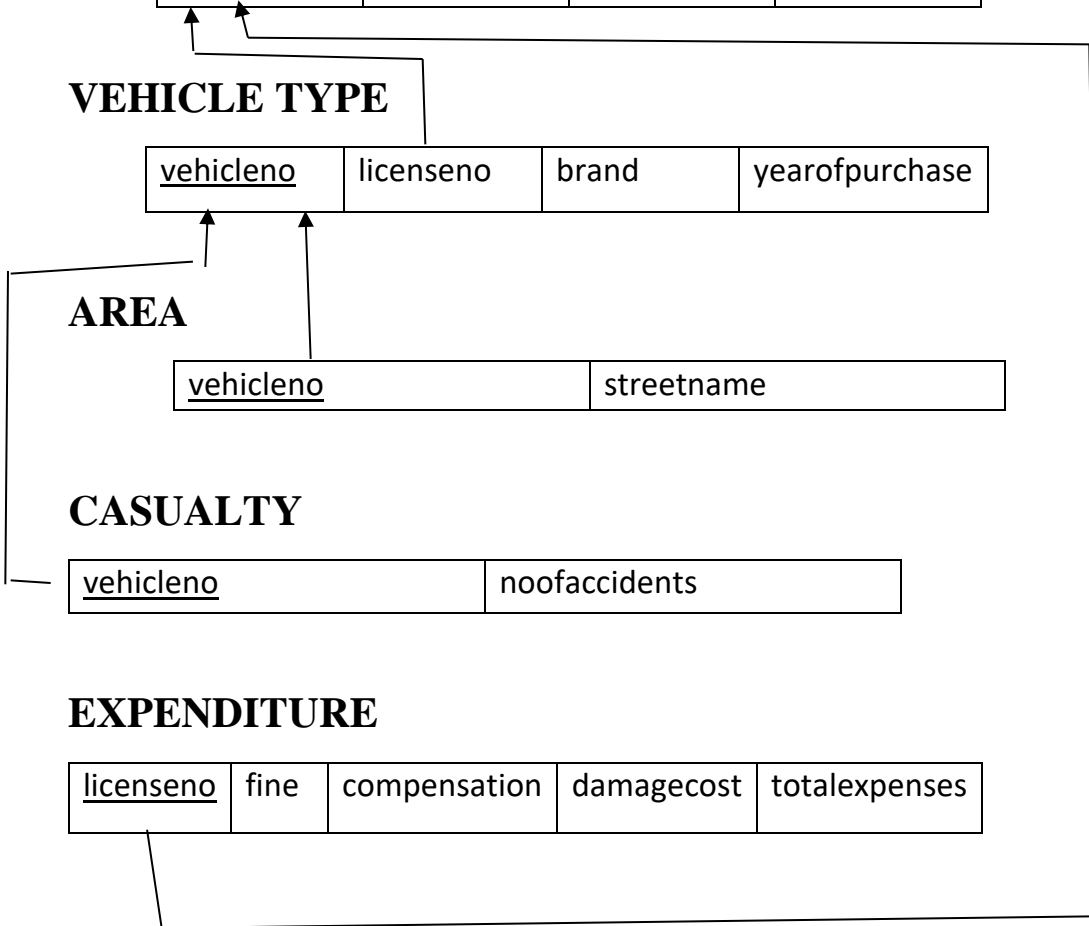 VEHICLE TYPE
vehicleno licenseno brand yearofpurchase
AREA
vehicleno streetname
CASUALTY
vehicleno noofaccidents
EXPENDITURE
licenseno fine compensation damagecost totalexpenses